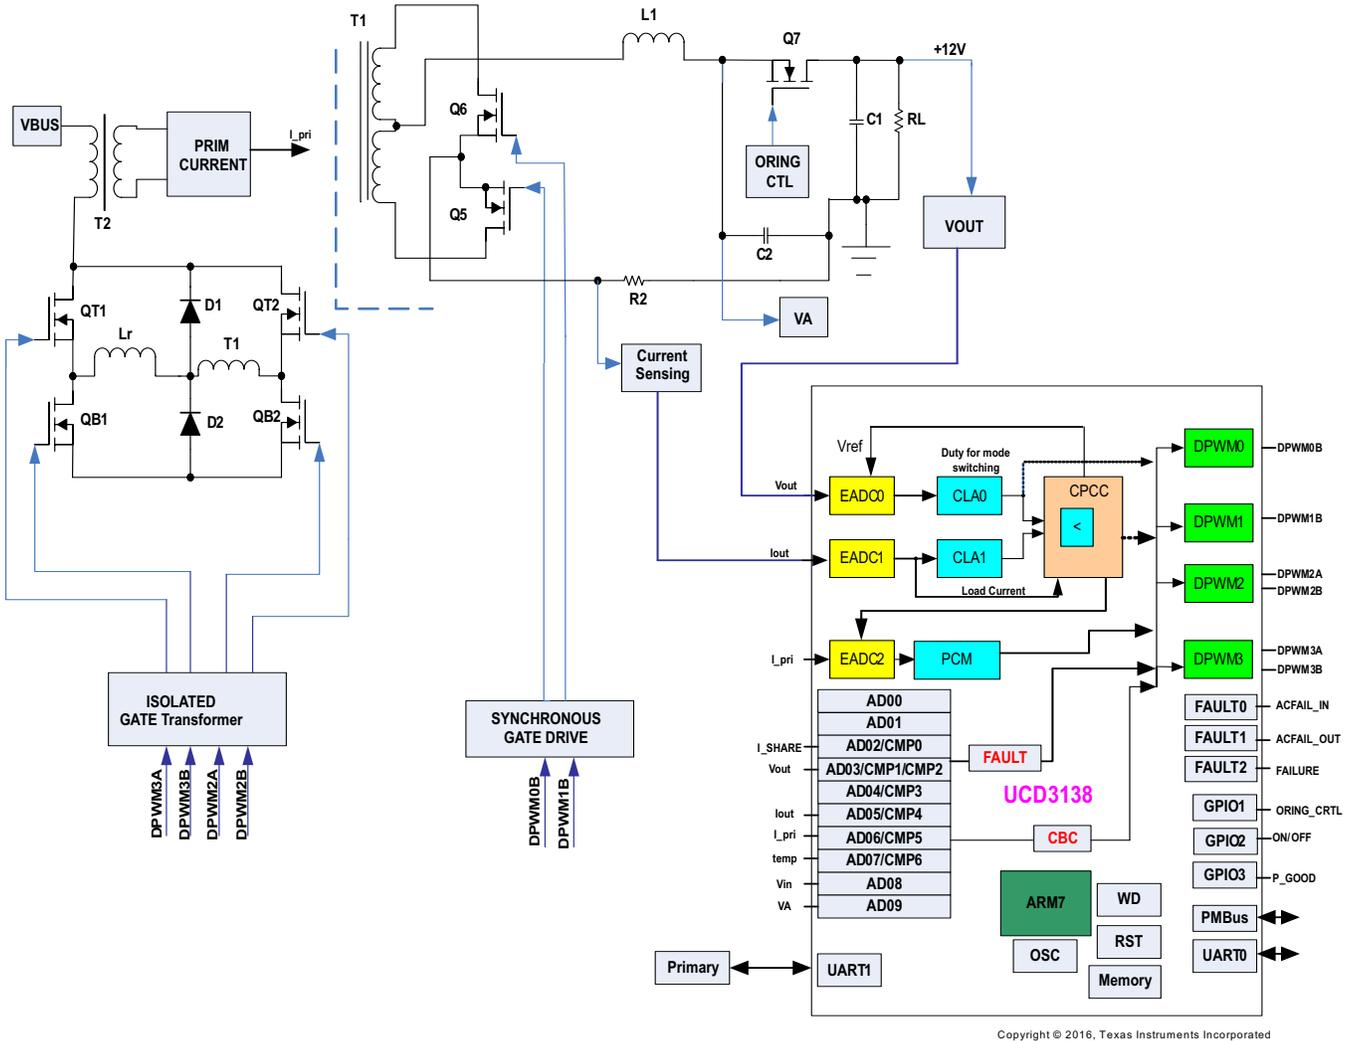 T1
L1
Q7
+12V
VBUS
PRIM
CURRENT
I_pri
T2
Q6
Q5
ORING
CTL
C1
RL
C2
R2
VOUT
VA
QT1
D1
QT2
Lr
T1
QB1
D2
QB2
Current
Sensing
Vref
Duty for mode
switching
Vout
EADC0
CLA0
CPCC
<
Iout
EADC1
CLA1
Load Current
I_pri
EADC2
PCM
DPWM0
DPWM0B
DPWM1
DPWM1B
DPWM2
DPWM2A
DPWM2B
DPWM3
DPWM3A
DPWM3B
ISOLATED
GATE Transformer
DPWM3A
DPWM3B
DPWM2A
DPWM2B
SYNCHRONOUS
GATE DRIVE
DPWM0B
DPWM1B
AD00
AD01
I_SHARE
AD02/CMP0
Vout
AD03/CMP1/CMP2
AD04/CMP3
Iout
AD05/CMP4
I_pri
AD06/CMP5
temp
AD07/CMP6
Vin
AD08
VA
AD09
FAULT
UCD3138
CBC
FAULT0
ACFAIL_IN
FAULT1
ACFAIL_OUT
FAULT2
FAILURE
GPIO1
ORING_CRTL
GPIO2
ON/OFF
GPIO3
P_GOOD
PMBus
UART0
ARM7
WD
RST
OSC
Memory
Primary
UART1
Copyright © 2016, Texas Instruments Incorporated